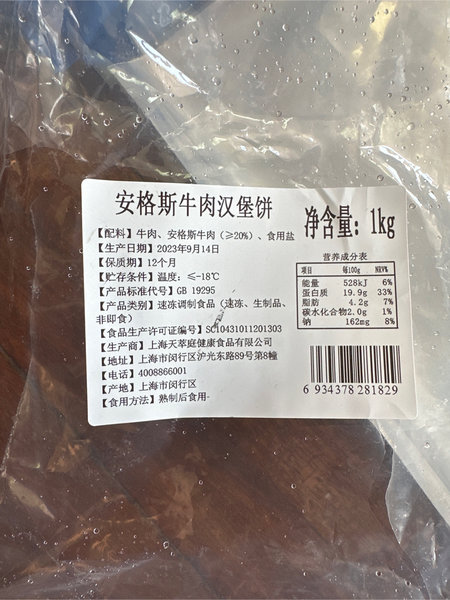 安格斯牛肉汉堡饼
净含量：1kg
【配料】牛肉、安格斯牛肉（≥20%）、食用盐
【生产日期】2023年9月14日
【保质期】12个月
【贮存条件】温度：≤-18℃
【产品标准代号】GB 19295
【产品类别】速冻调制食品（速冻、生制品、
非即食）
【食品生产许可证编号】SC10431011201303
【生产商】上海天萃庭健康食品有限公司
【地址】上海市闵行区沪光东路89号第8幢
【电话】4008866001
【产地】上海市闵行区
【食用方法】熟制后食用
营养成分表
项目 每100g NRV%
能量 528kJ 6%
蛋白质 19.9g 33%
脂肪 4.2g 7%
碳水化合物 2.0g 1%
钠 162mg 8%
6 934378 281829